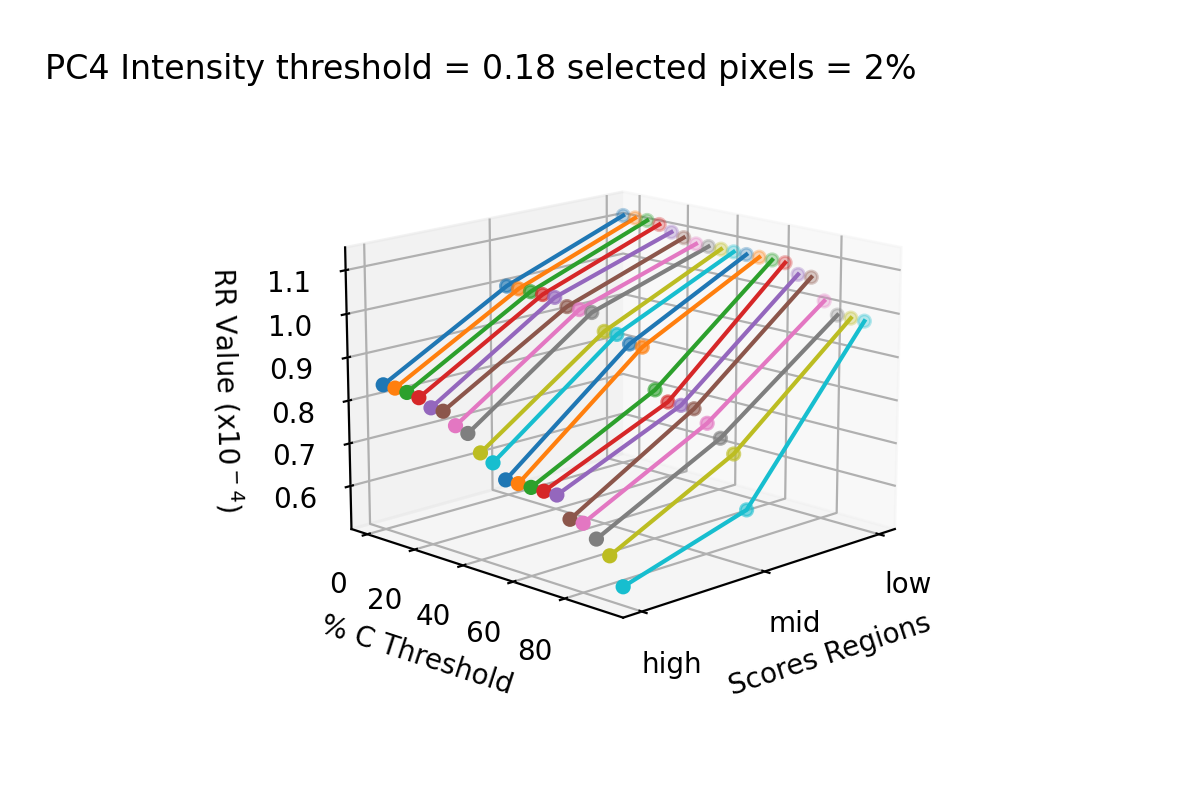 PC4 Intensity threshold = 0.18 selected pixels = 2%
RR Value (x10⁻⁴)
1.1
1.0
0.9
0.8
0.7
0.6
0
20
40
60
80
% C Threshold
high
mid
low
Scores Regions